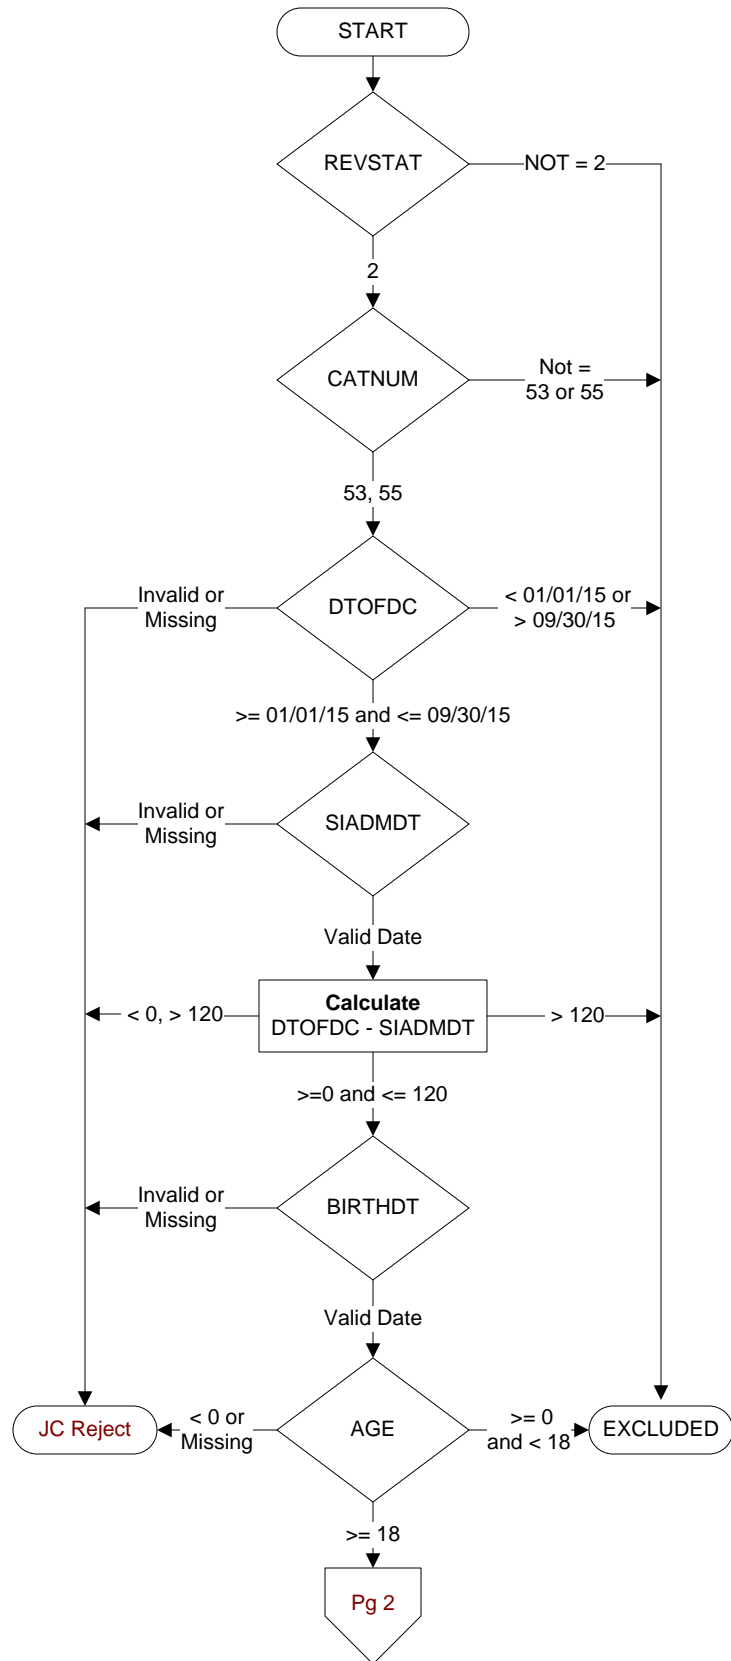 START
REVSTAT
NOT = 2
2
CATNUM
Not =
53 or 55
53, 55
Invalid or
Missing
DTOFDC
< 01/01/15 or
> 09/30/15
>= 01/01/15 and <= 09/30/15
Invalid or
Missing
SIADMDT
Valid Date
< 0, > 120
Calculate
DTOFDC - SIADMDT
> 120
>=0 and <= 120
Invalid or
Missing
BIRTHDT
Valid Date
JC Reject
< 0 or
Missing
AGE
>= 0
and < 18
EXCLUDED
>= 18
Pg 2